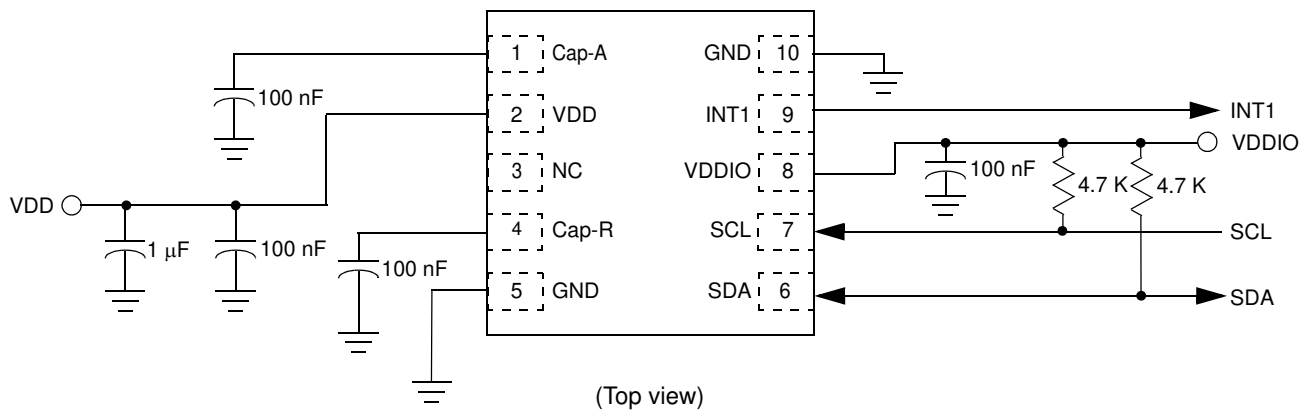 1 Cap-A
GND 10
100 nF
2 VDD
INT1 9
INT1
VDDIO
3 NC
VDDIO 8
100 nF
4.7 K
4.7 K
VDD
1 μF
100 nF
4 Cap-R
100 nF
SCL 7
SCL
5 GND
SDA 6
SDA
(Top view)